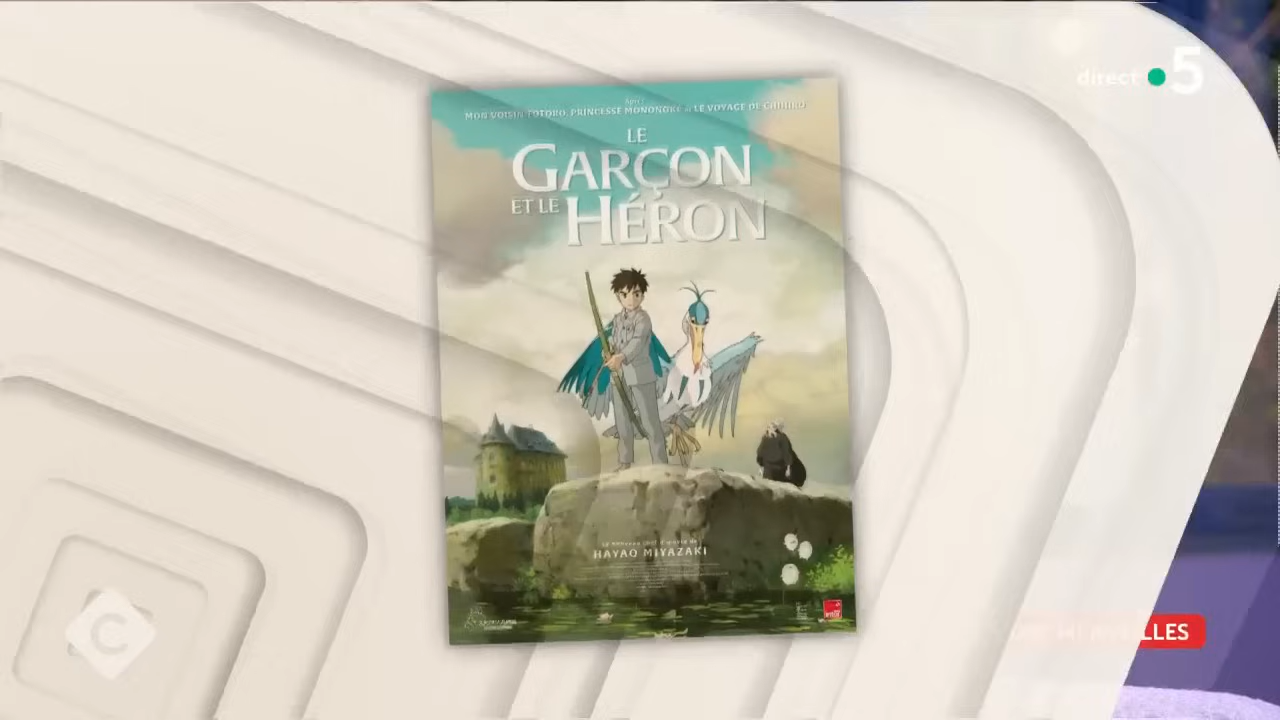 direct 5
Après
MON VOISIN TOTORO, PRINCESSE MONONOKÉ et LE VOYAGE DE CHIHIRO
LE
GARÇON
ET LE HÉRON
HAYAO MIYAZAKI
C